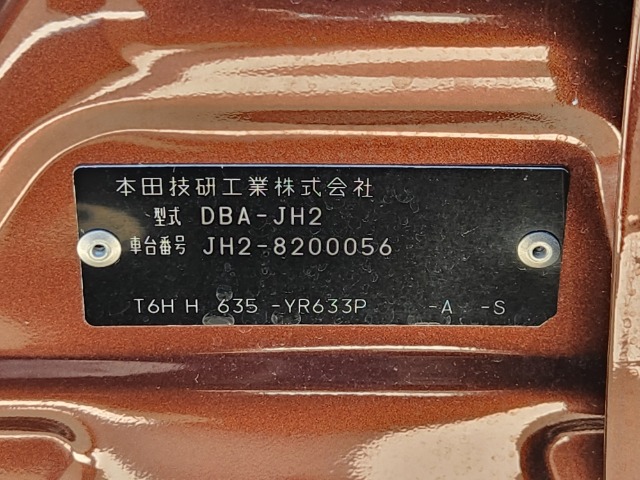 本田技研工業株式会社
型式 DBA-JH2
車台番号 JH2-8200056
T6H H 635 -YR633P -A -S